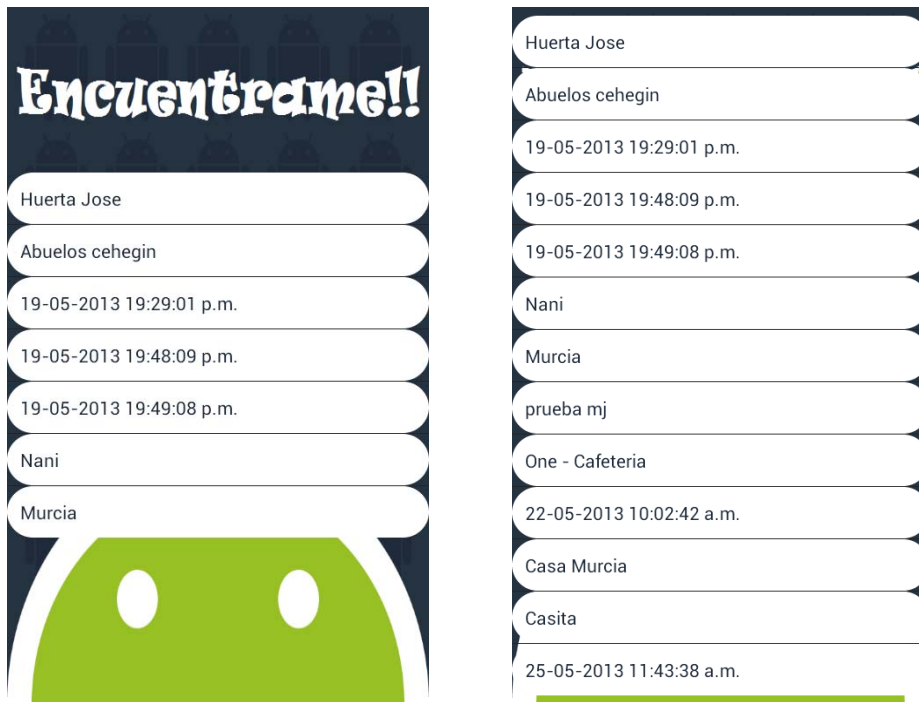 Encuentrame!!
Huerta Jose
Abuelos cehegin
19-05-2013 19:29:01 p.m.
19-05-2013 19:48:09 p.m.
19-05-2013 19:49:08 p.m.
Nani
Murcia
Huerta Jose
Abuelos cehegin
19-05-2013 19:29:01 p.m.
19-05-2013 19:48:09 p.m.
19-05-2013 19:49:08 p.m.
Nani
Murcia
prueba mj
One - Cafeteria
22-05-2013 10:02:42 a.m.
Casa Murcia
Casita
25-05-2013 11:43:38 a.m.